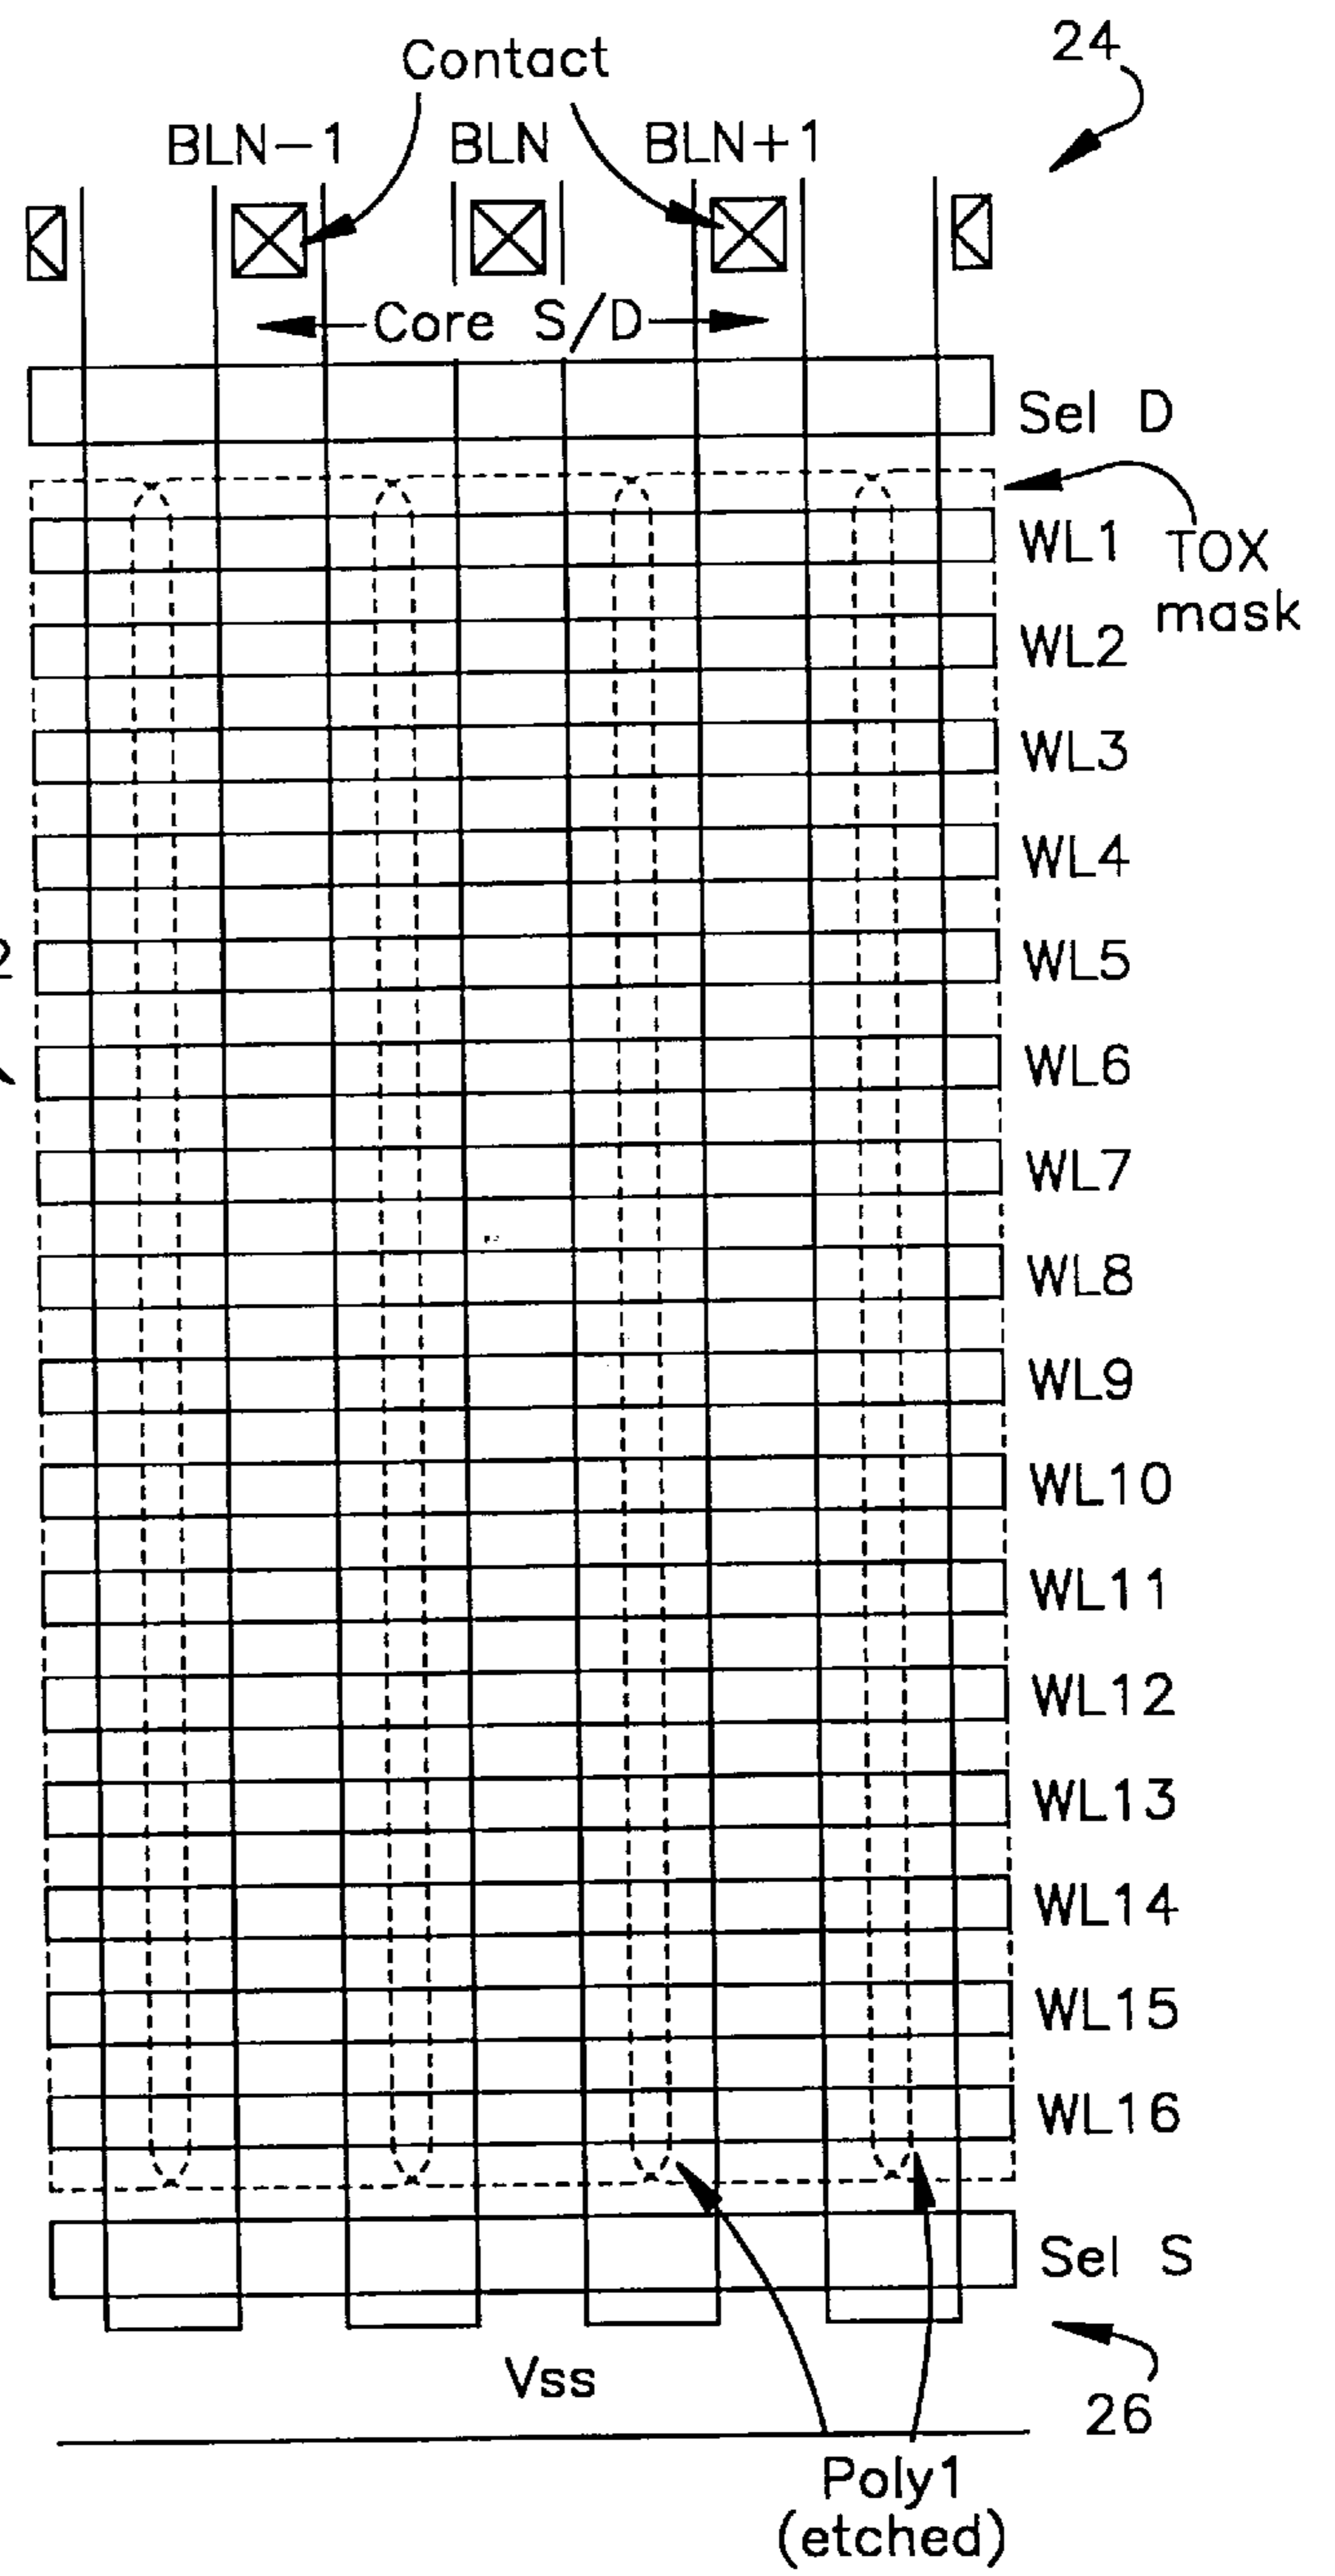 24
Contact
BLN-1 BLN BLN+1
Core S/D
Sel D
WL1
TOX
mask
WL2
WL3
WL4
2
WL5
WL6
WL7
WL8
WL9
WL10
WL11
WL12
WL13
WL14
WL15
WL16
Sel S
Vss
26
Poly1
(etched)